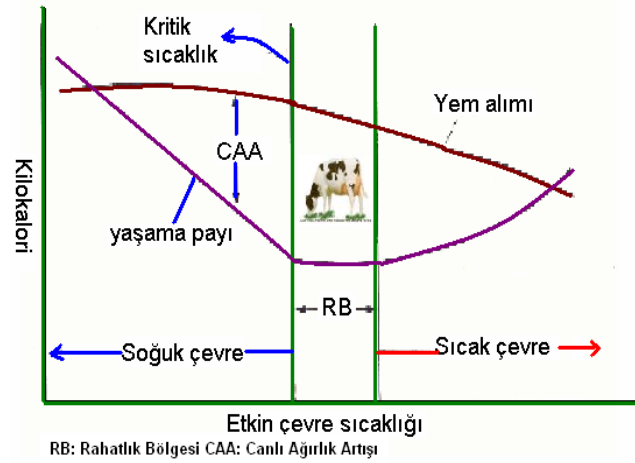 Kritik
sıcaklık
Yem alımı
CAA
yaşama payı
Kilokalori
RB
Soğuk çevre
Sıcak çevre
Etkin çevre sıcaklığı
RB: Rahatlık Bölgesi CAA: Canlı Ağırlık Artışı